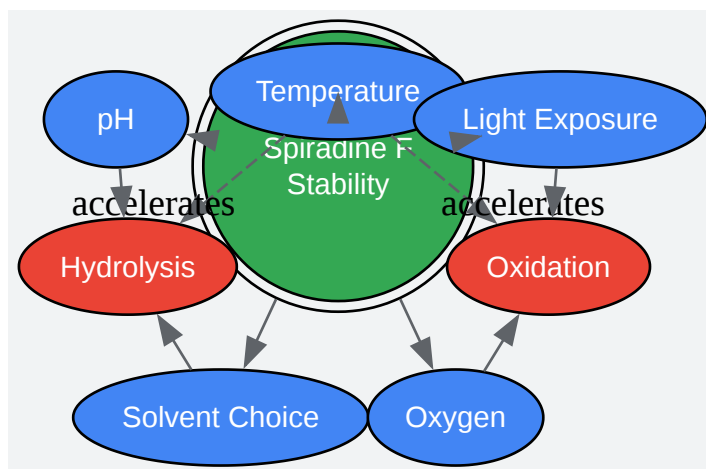 Temperature
pH
Light Exposure
Spiradine F
Stability
accelerates
accelerates
Hydrolysis
Oxidation
Solvent Choice
Oxygen